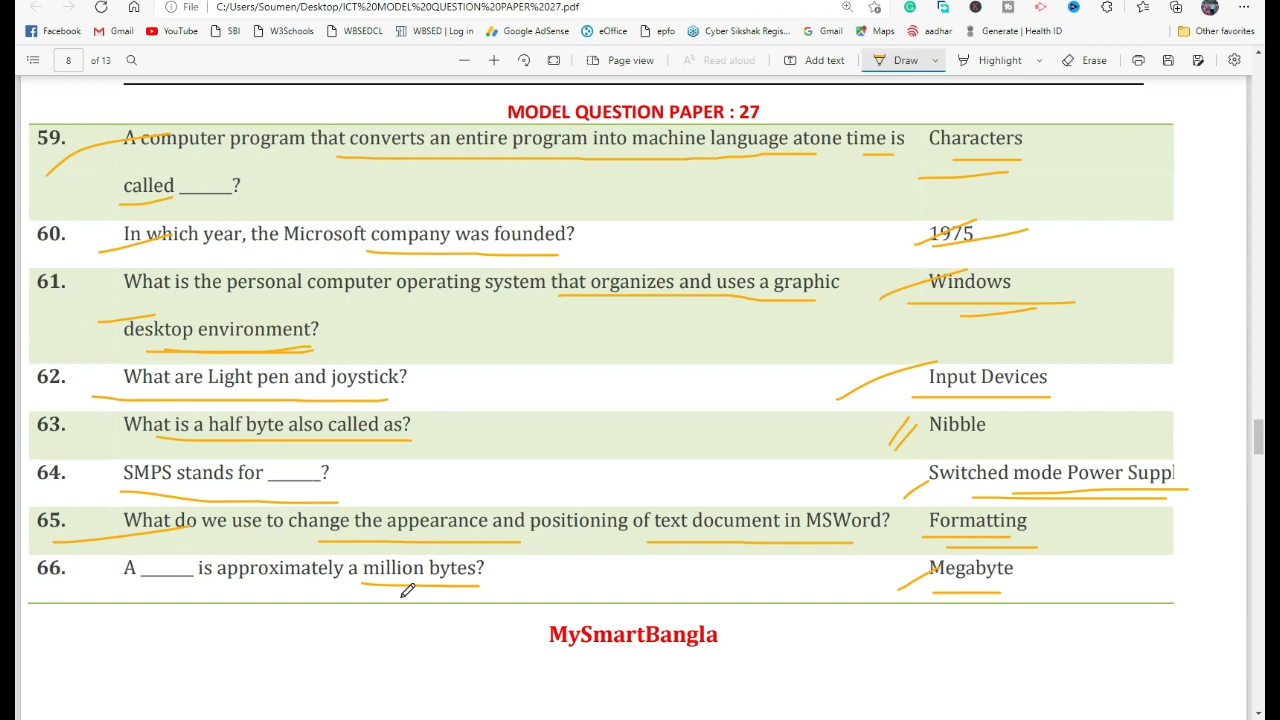 File
C:/Users/Soumen/Desktop/ICT%20MODEL%20QUESTION%20PAPER%2027.pdf
Facebook Gmail YouTube SBI W3Schools WBSEDCL WBSED | Log in Google AdSense eOffice epfo Cyber Sikshak Regis... Gmail Maps aadhar Generate | Health ID Other favorites
8 of 13 Page view Read aloud Add text Draw Highlight Erase
MODEL QUESTION PAPER : 27
59. A computer program that converts an entire program into machine language atone time is Characters
called ______?
60. In which year, the Microsoft company was founded? 1975
61. What is the personal computer operating system that organizes and uses a graphic Windows
desktop environment?
62. What are Light pen and joystick? Input Devices
63. What is a half byte also called as? Nibble
64. SMPS stands for ______? Switched mode Power Suppl
65. What do we use to change the appearance and positioning of text document in MSWord? Formatting
66. A ______ is approximately a million bytes? Megabyte
MySmartBangla